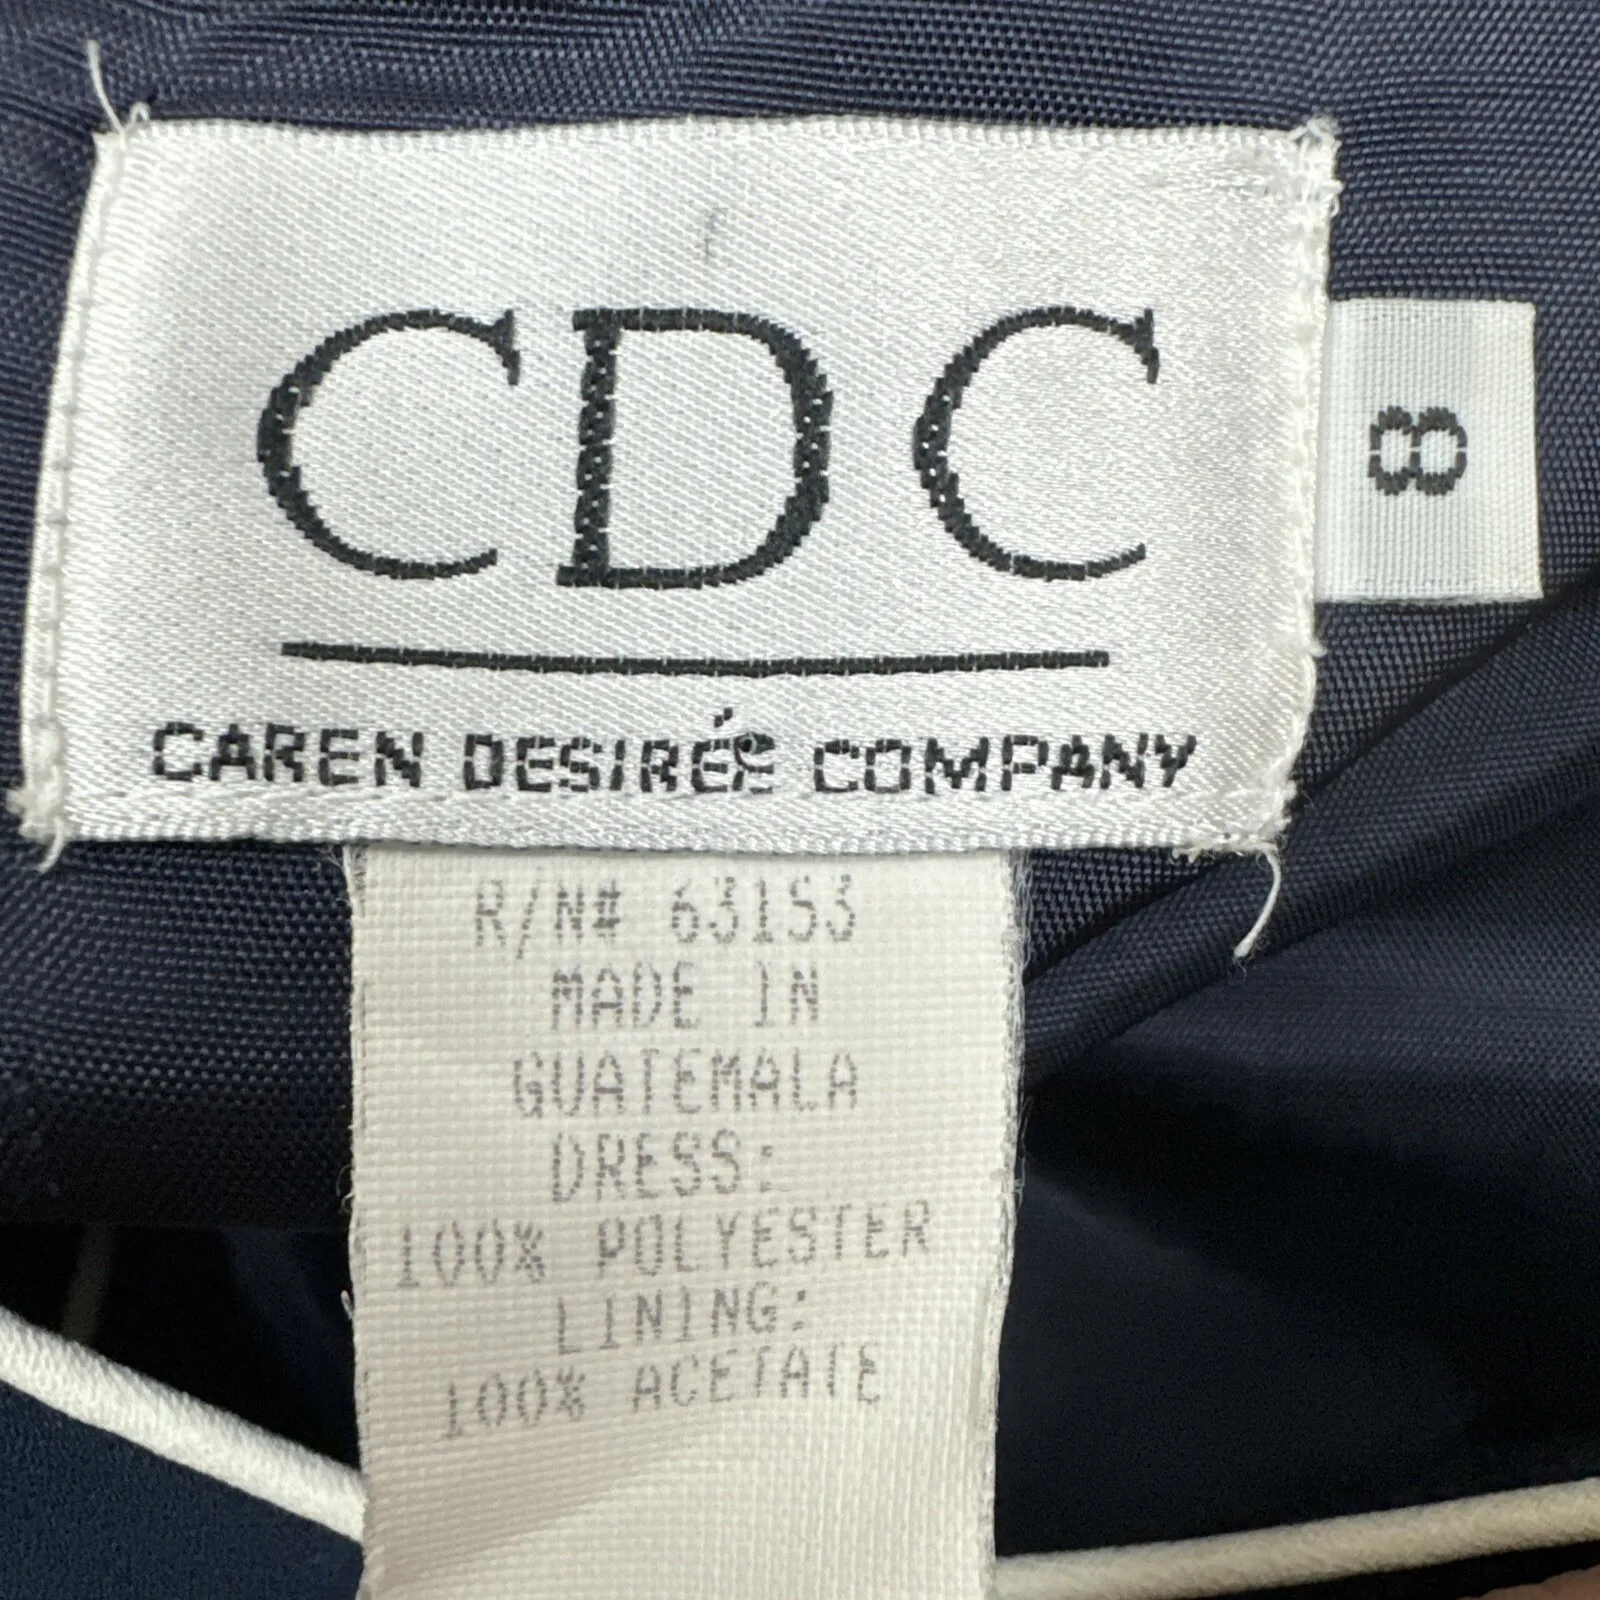 CDC
8
CAREN DESIRÉE COMPANY
R/N# 63153
MADE IN
GUATEMALA
DRESS:
100% POLYESTER
LINING:
100% ACETATE